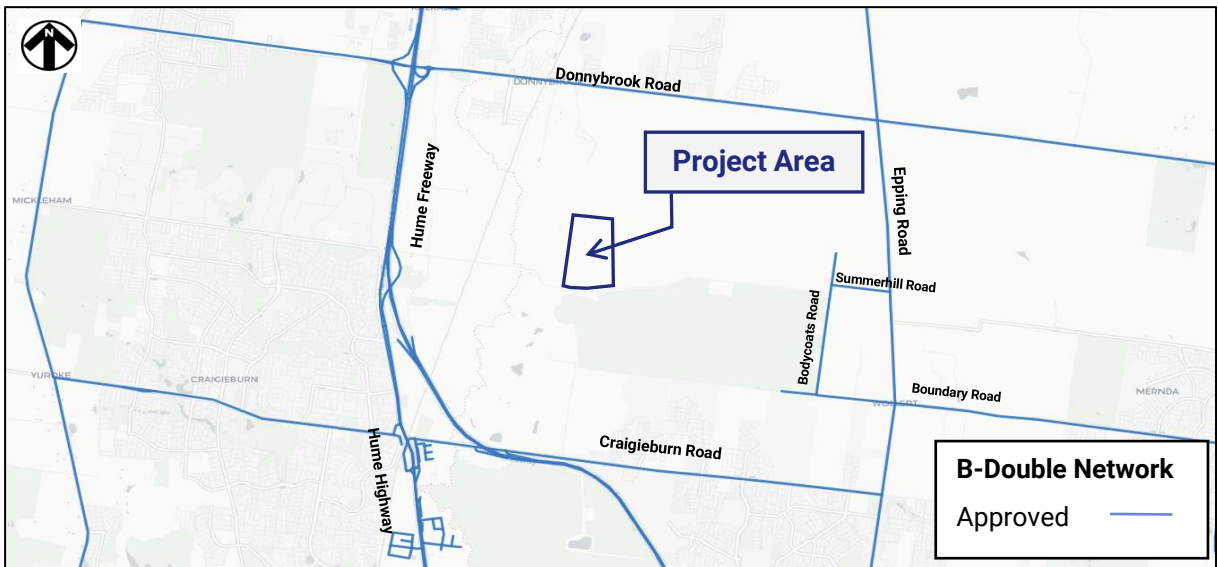 N
Donnybrook Road
Project Area
Epping Road
MICKLEHAM
Hume Freeway
Summerhill Road
Bodycoats Road
YUROKE
CRAIGIEBURN
Boundary Road
MERNDA
Craigieburn Road
Hume Highway
B-Double Network
Approved